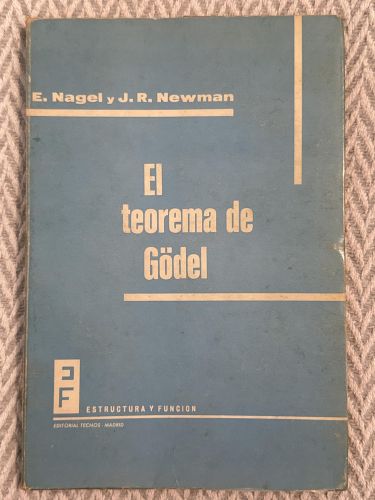 E. Nagel y J. R. Newman
El
teorema de
Gödel
EF
ESTRUCTURA Y FUNCION
EDITORIAL TECNOS - MADRID